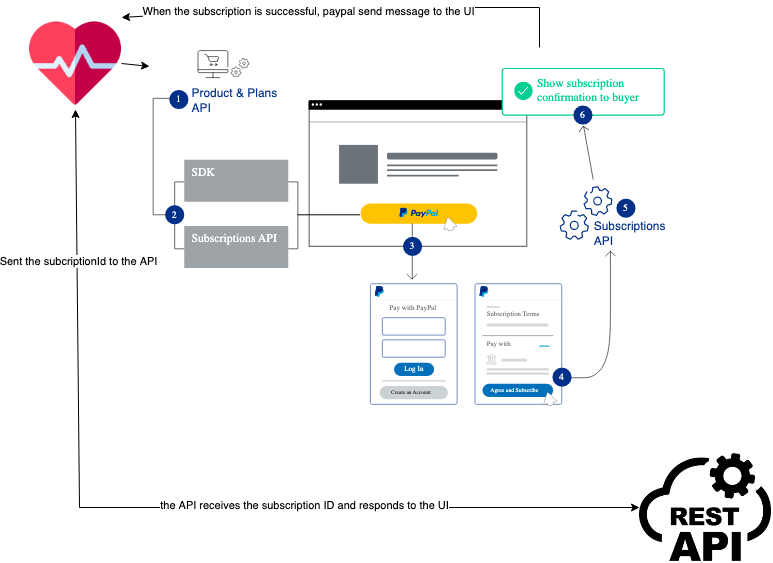 When the subscription is successful, paypal send message to the UI
1
Product & Plans
API
Show subscription
confirmation to buyer
6
SDK
2
Subscriptions API
PayPal
3
5
Subscriptions
API
Sent the subcriptionId to the API
Pay with PayPal
Log In
Create an Account
Subscription Terms
Pay with
4
Agree and Subscribe
the API receives the subscription ID and responds to the UI
REST
API